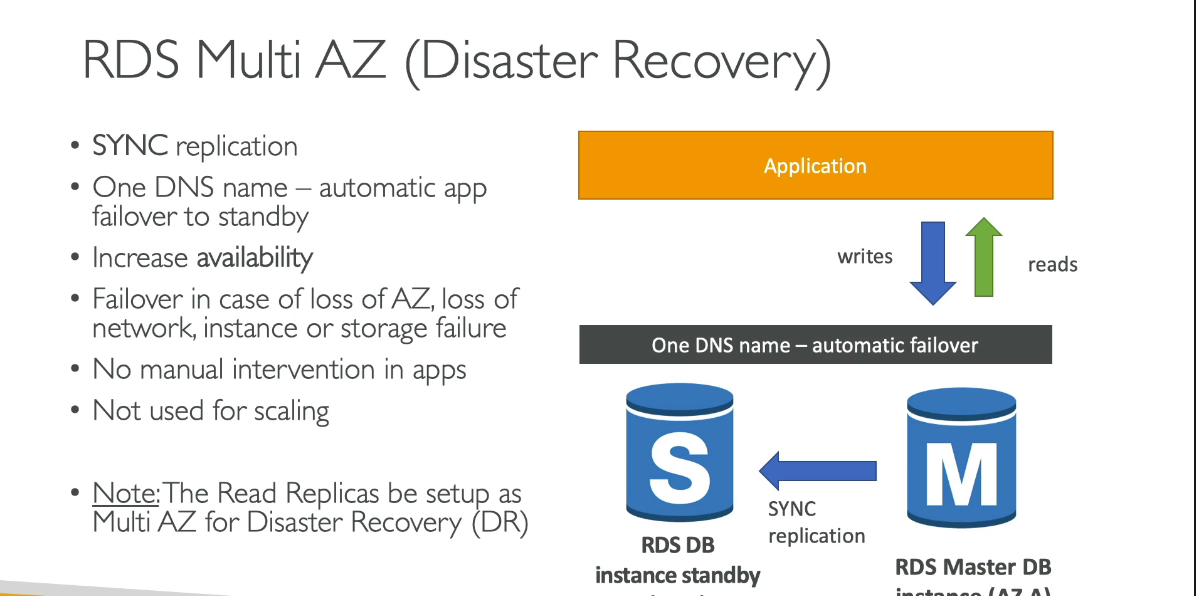 RDS Multi AZ (Disaster Recovery)
• SYNC replication
• One DNS name – automatic app
failover to standby
• Increase availability
• Failover in case of loss of AZ, loss of
network, instance or storage failure
• No manual intervention in apps
• Not used for scaling
• Note: The Read Replicas be setup as
Multi AZ for Disaster Recovery (DR)
Application
writes
reads
One DNS name – automatic failover
S
M
SYNC
replication
RDS DB
instance standby
RDS Master DB
instance (AZ A)